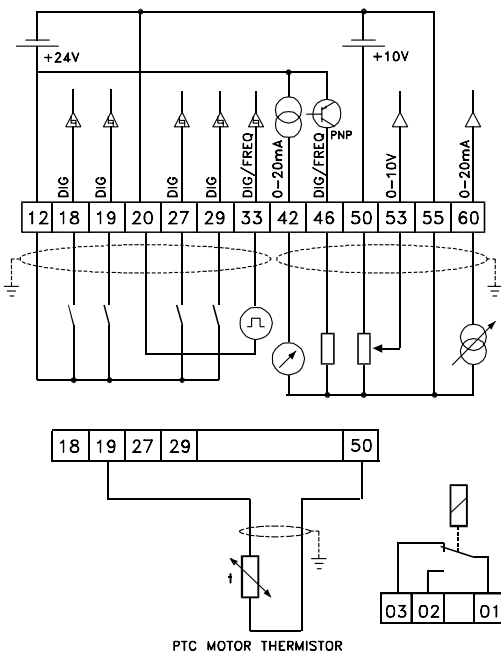 +24V
+10V
PNP
DIG
DIG
DIG
DIG
DIG/FREQ
0-20mA
DIG/FREQ
0-10V
0-20mA
12 18 19 20 27 29 33 42 46 50 53 55 60
18 19 27 29 50
t
03 02 01
PTC MOTOR THERMISTOR